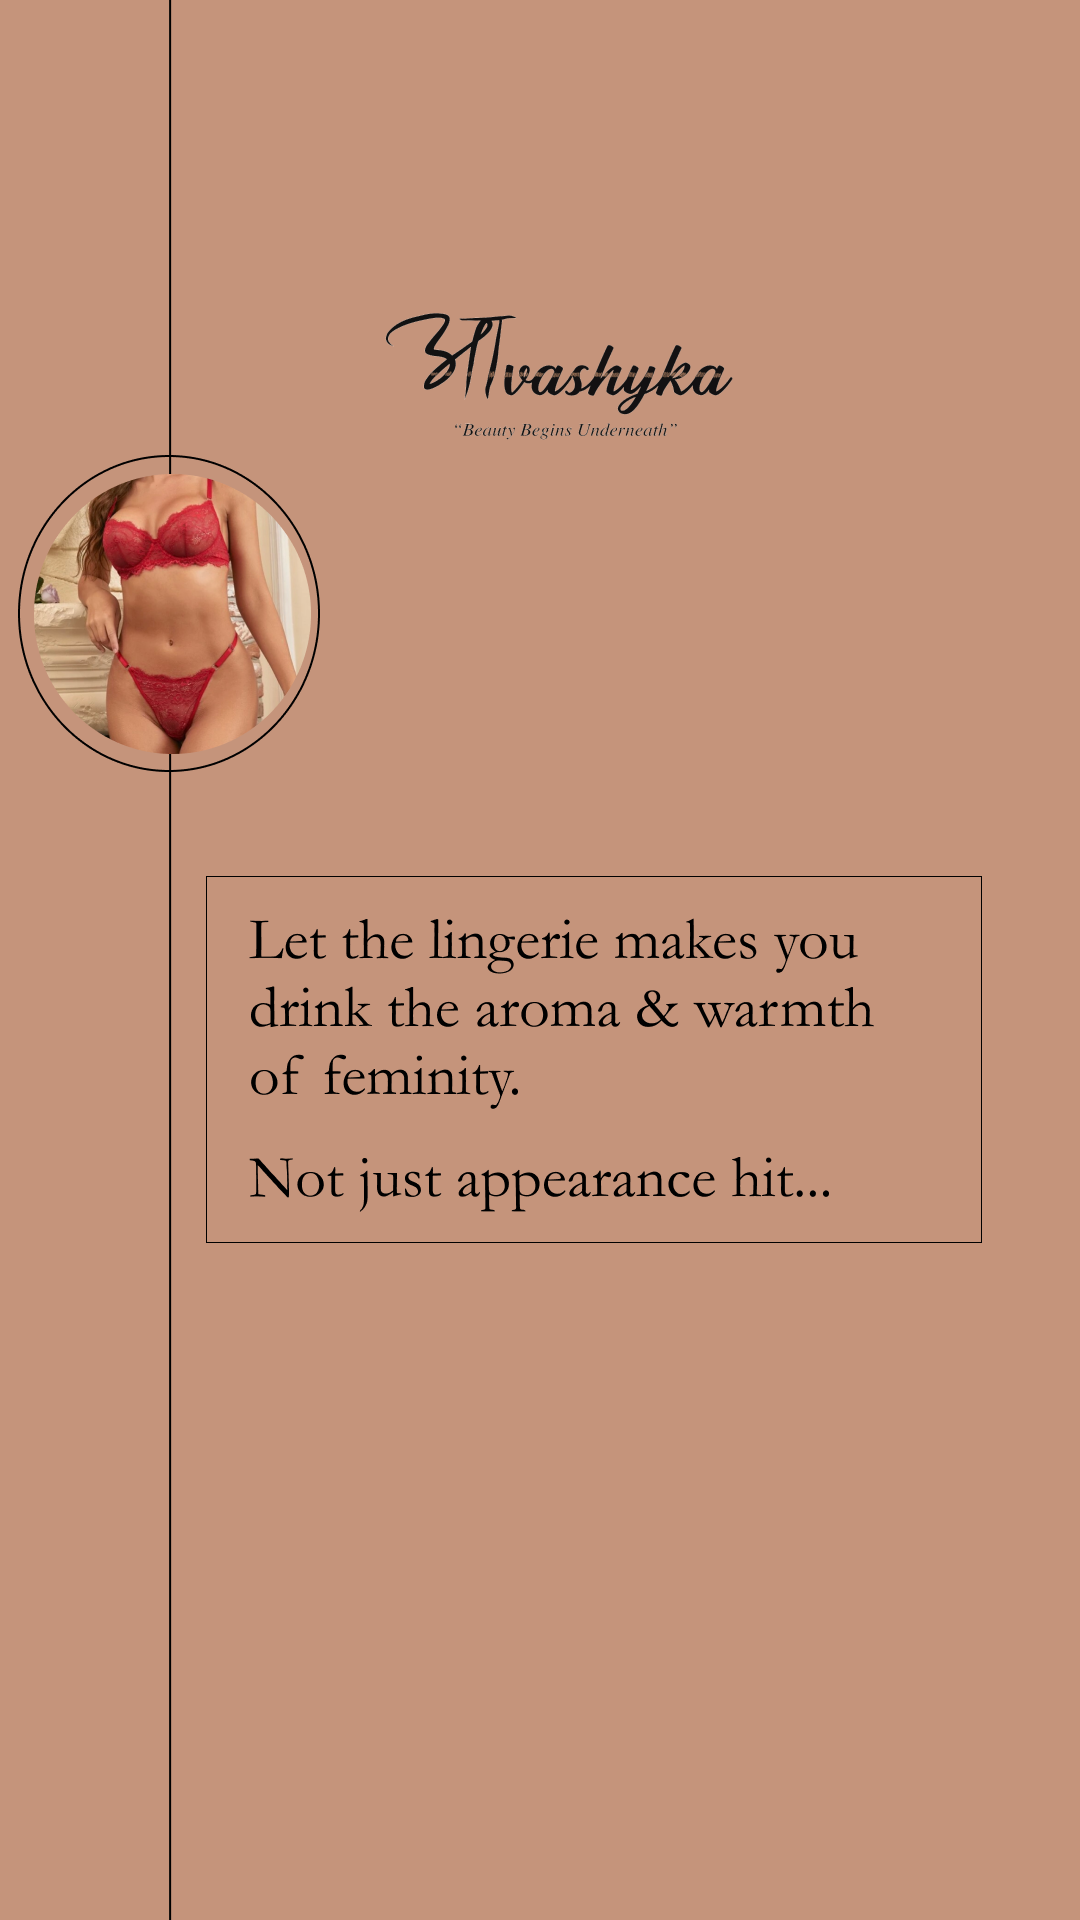 आvashyka
“Beauty Begins Underneath”
Let the lingerie makes you
drink the aroma & warmth
of feminity.
Not just appearance hit...